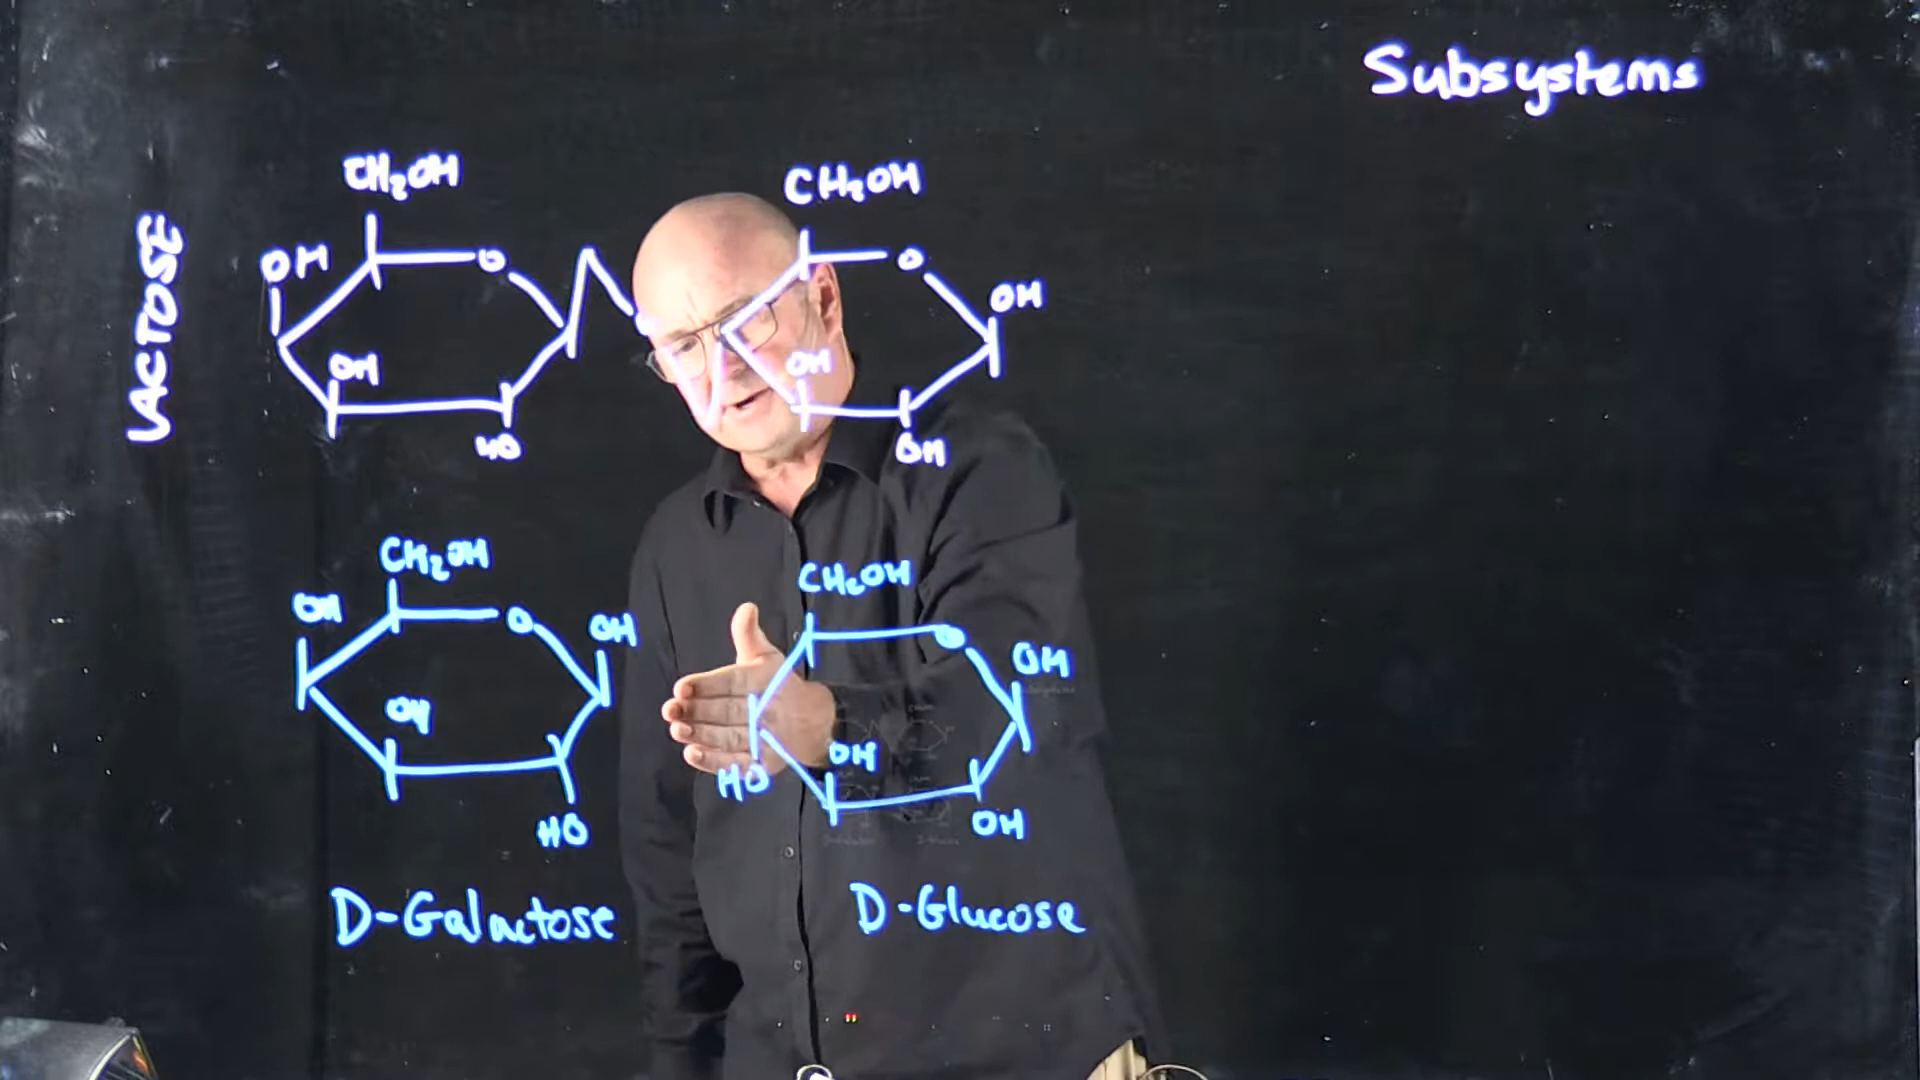 Subsystems
LACTOSE
CH₂OH
CH₂OH
OH
O
O
OH
OH
OH
HO
OH
CH₂OH
CH₂OH
OH
O
OH
O
OH
OH
OH
HO
HO
OH
D-Galactose
D-Glucose